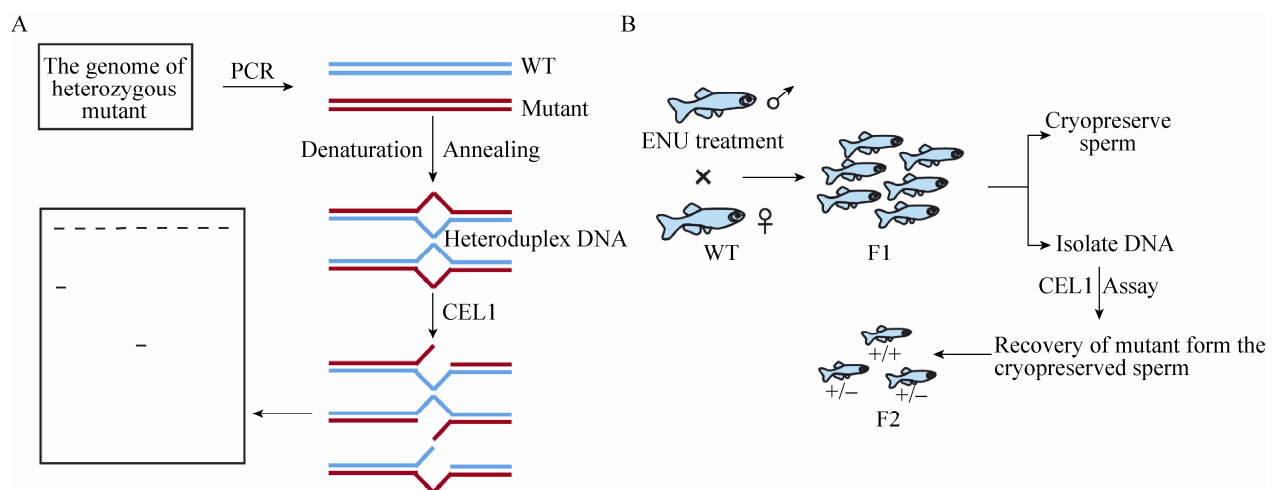 A
The genome of
heterozygous
mutant
PCR
WT
Mutant
Denaturation
Annealing
Heteroduplex DNA
CEL1
B
♂
ENU treatment
×
♀
WT
F1
Cryopreserve
sperm
Isolate DNA
CEL1 Assay
Recovery of mutant form the
cryopreserved sperm
+/+
+/−
+/−
F2